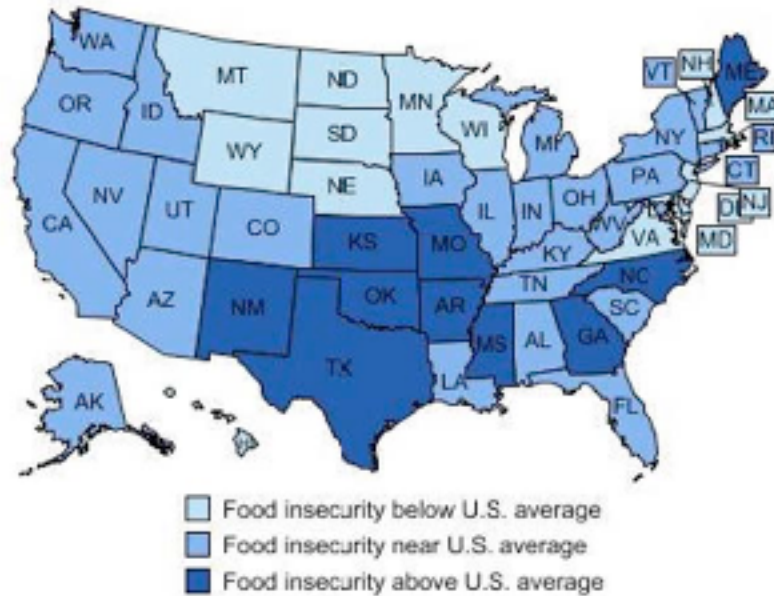 WA
MT
ND
MN
VT
NH
ME
MA
OR
ID
SD
WI
MI
NY
RI
WY
CT
IA
PA
NJ
NE
NV
UT
CO
IL
IN
OH
WV
VA
MD
CA
KS
MO
KY
AZ
NM
OK
AR
TN
NC
SC
MS
AL
GA
TX
LA
AK
FL
Food insecurity below U.S. average
Food insecurity near U.S. average
Food insecurity above U.S. average